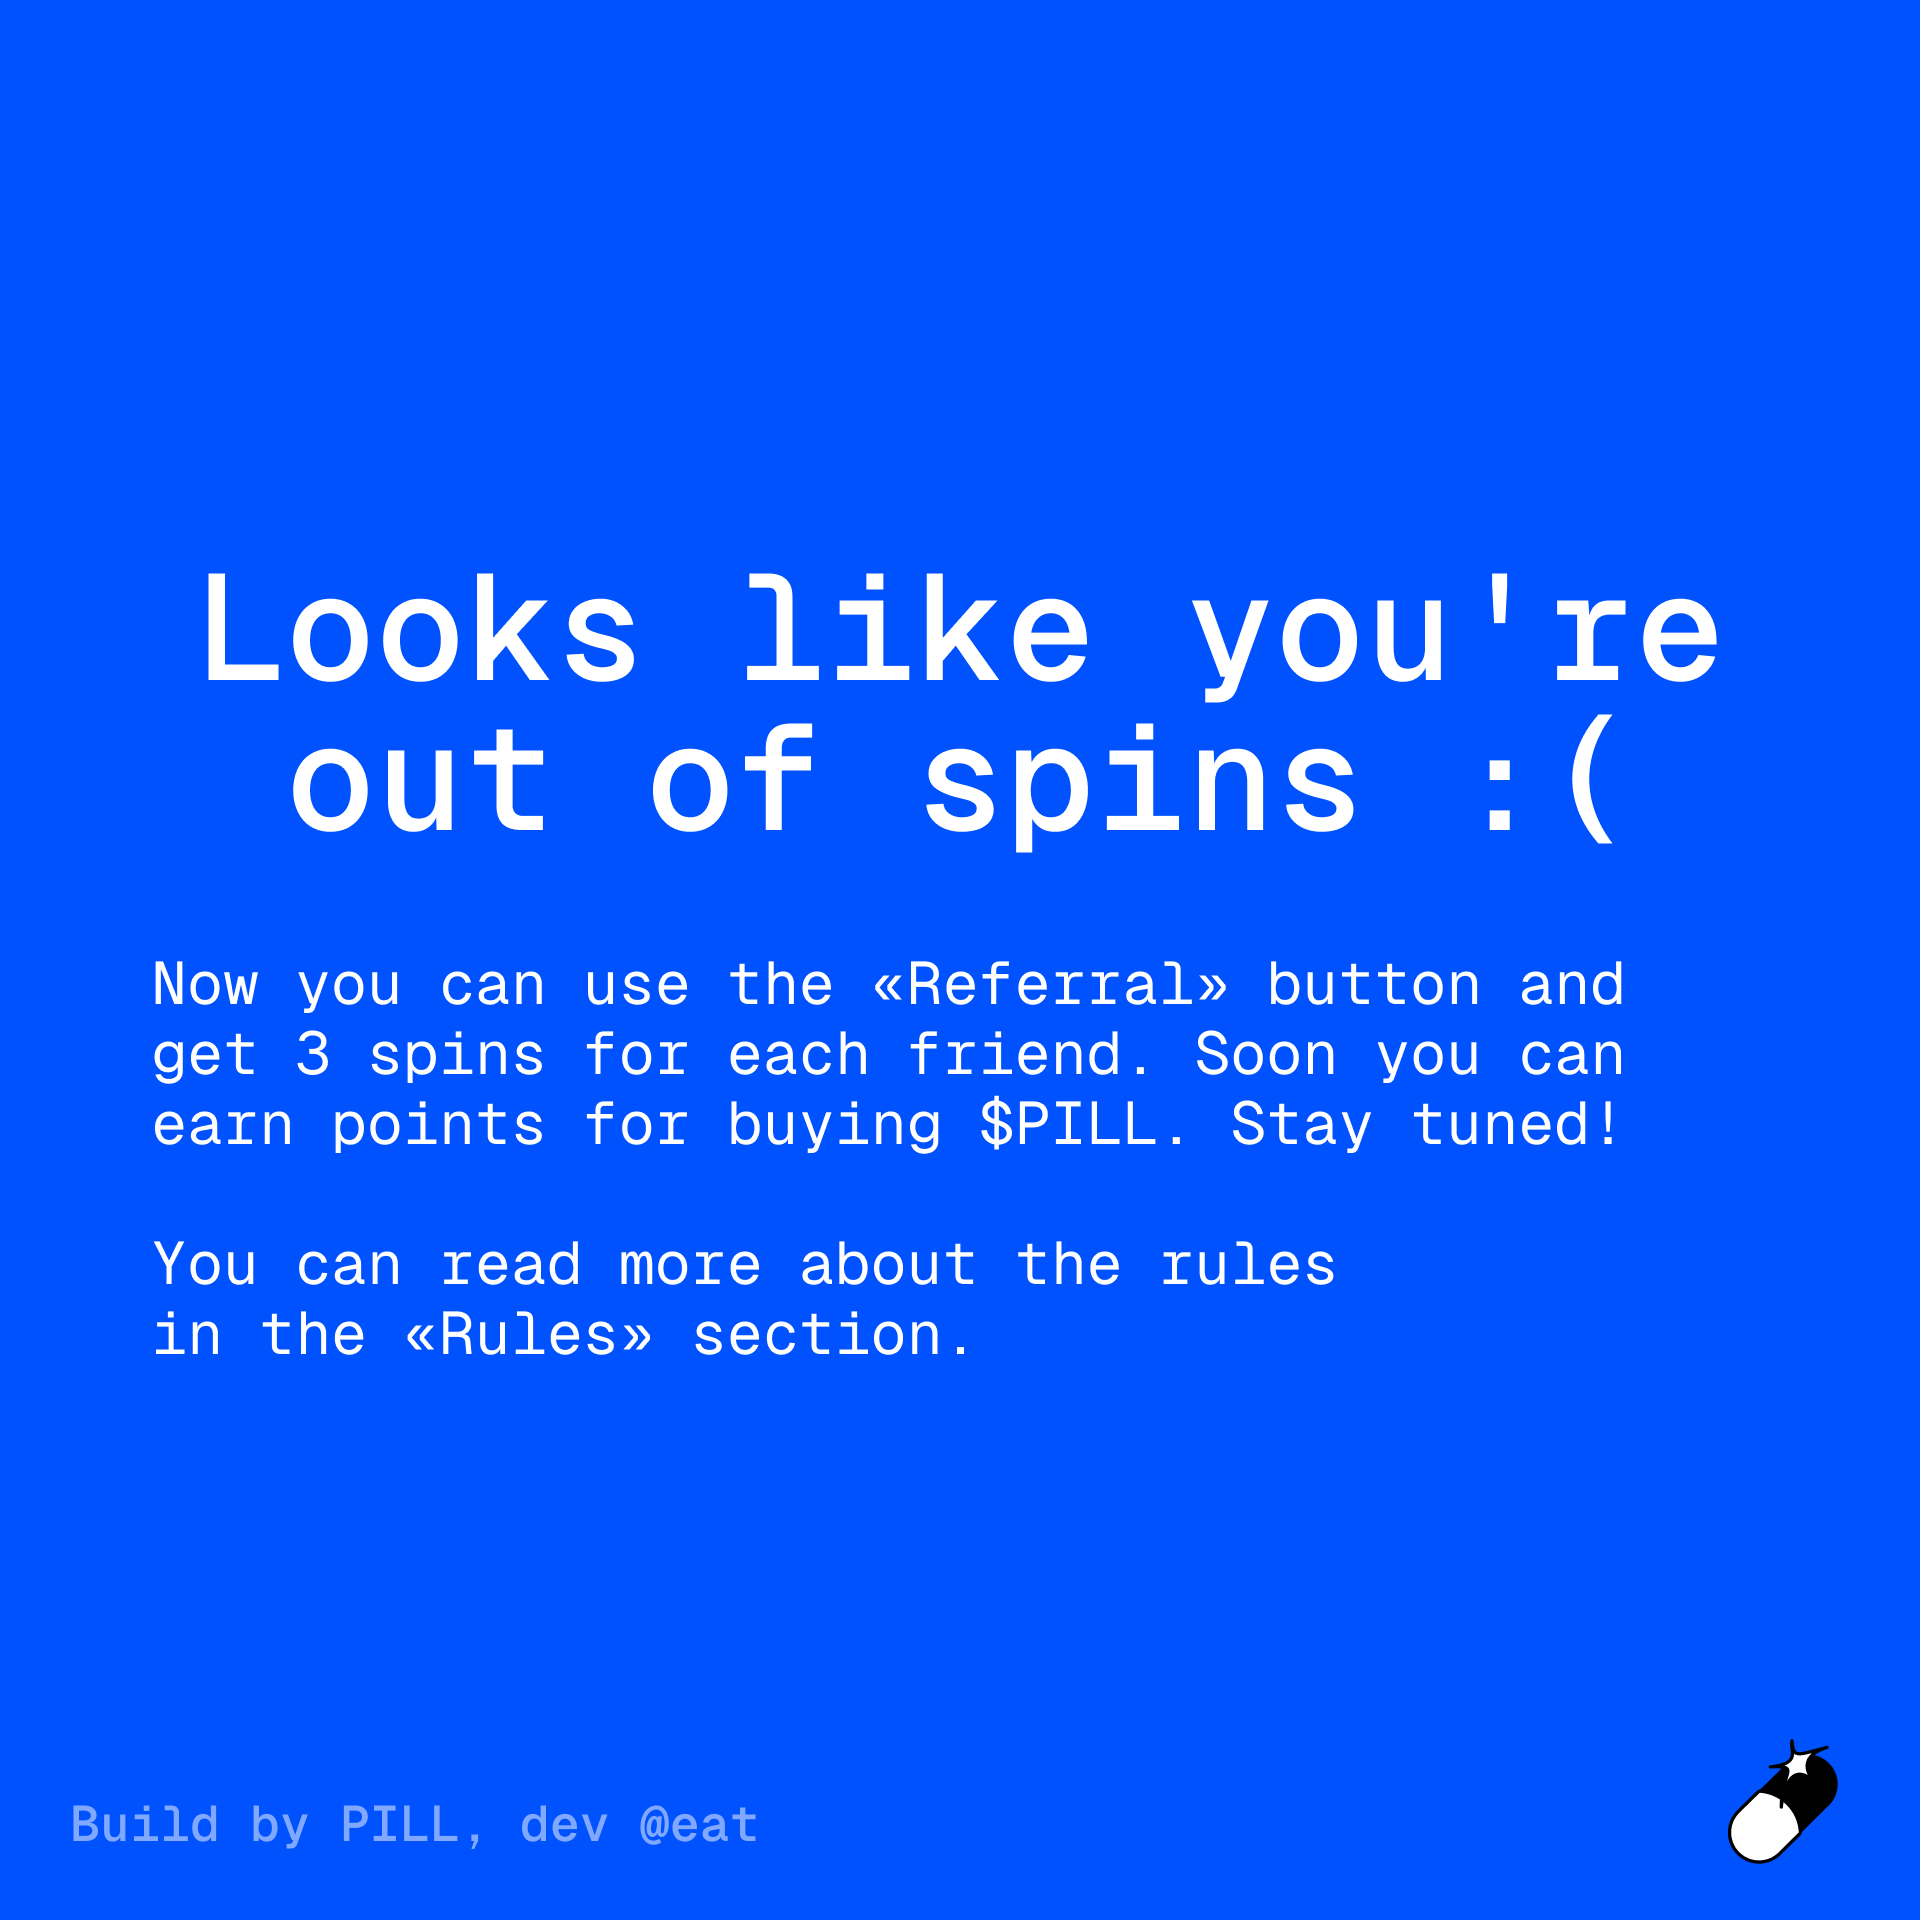 Looks like you're
out of spins :(
Now you can use the «Referral» button and
get 3 spins for each friend. Soon you can
earn points for buying $PILL. Stay tuned!
You can read more about the rules
in the «Rules» section.
Build by PILL, dev @eat